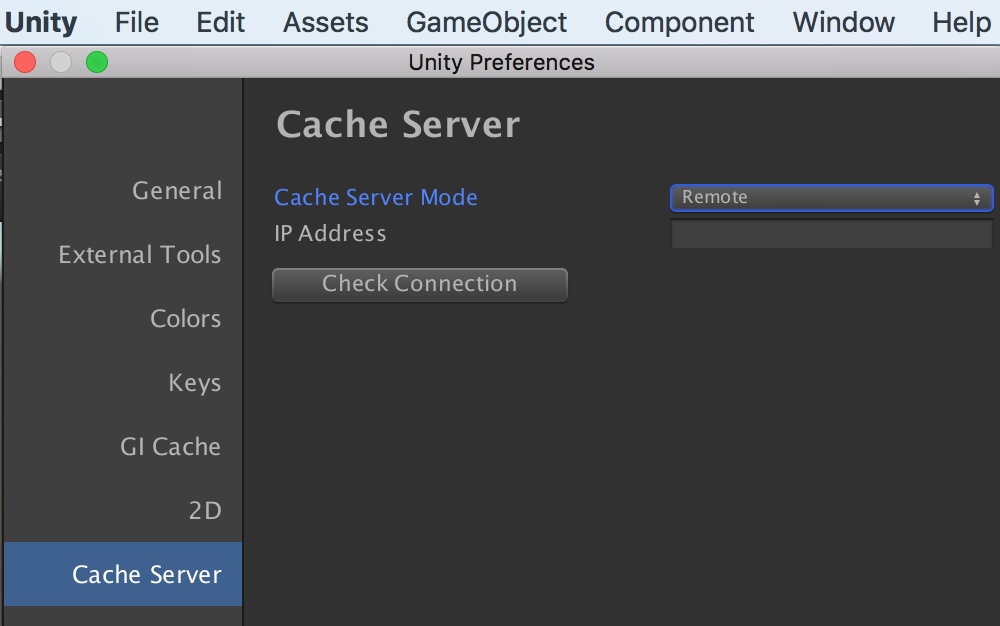 Unity File Edit Assets GameObject Component Window Help
Unity Preferences
Cache Server
General
External Tools
Colors
Keys
GI Cache
2D
Cache Server
Cache Server Mode Remote
IP Address
Check Connection